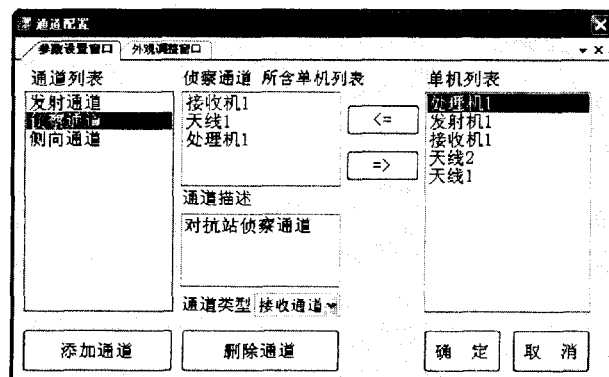 通道配置
参数设置窗口 外观调整窗口
通道列表
发射通道
侦察通道
侧向通道
侦察通道 所含单机列表
接收机1
天线1
处理机1
<=
=>
通道描述
对抗站侦察通道
通道类型 接收通道
单机列表
处理机1
发射机1
接收机1
天线2
天线1
添加通道
删除通道
确 定
取 消